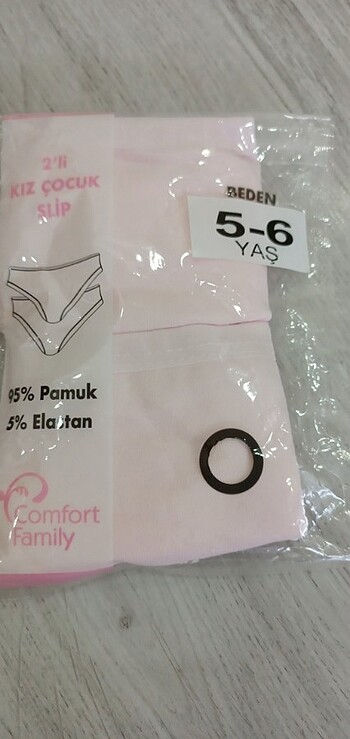 2'li
KIZ ÇOCUK
SLİP
BEDEN
5-6
YAŞ
95% Pamuk
5% Elastan
Comfort
Family